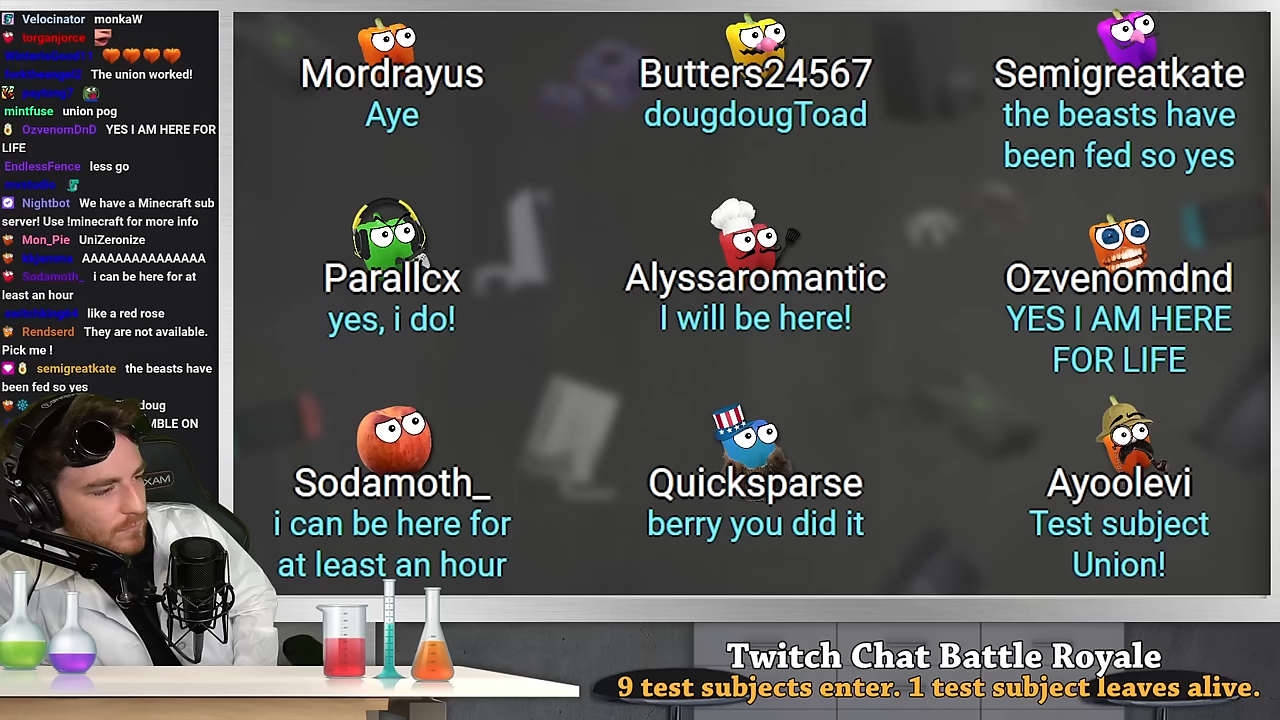 Velocinator monkaW
torganjorce
The union worked!
mintfuse union pog
OzvenomDnD YES I AM HERE FOR
LIFE
EndlessFence less go
Nightbot We have a Minecraft sub
server! Use !minecraft for more info
Mon_Pie UniZeronize
AAAAAAAAAAAAAAA
Sodamoth_ i can be here for at
least an hour
like a red rose
Rendserd They are not available.
Pick me !
semigreatkate the beasts have
been fed so yes
doug
MBLE ON
XAM
Mordrayus
Aye
Butters24567
dougdougToad
Semigreatkate
the beasts have
been fed so yes
Parallcx
yes, i do!
Alyssaromantic
I will be here!
Ozvenomdnd
YES I AM HERE
FOR LIFE
Sodamoth_
i can be here for
at least an hour
Quicksparse
berry you did it
Ayoolevi
Test subject
Union!
Twitch Chat Battle Royale
9 test subjects enter. 1 test subject leaves alive.